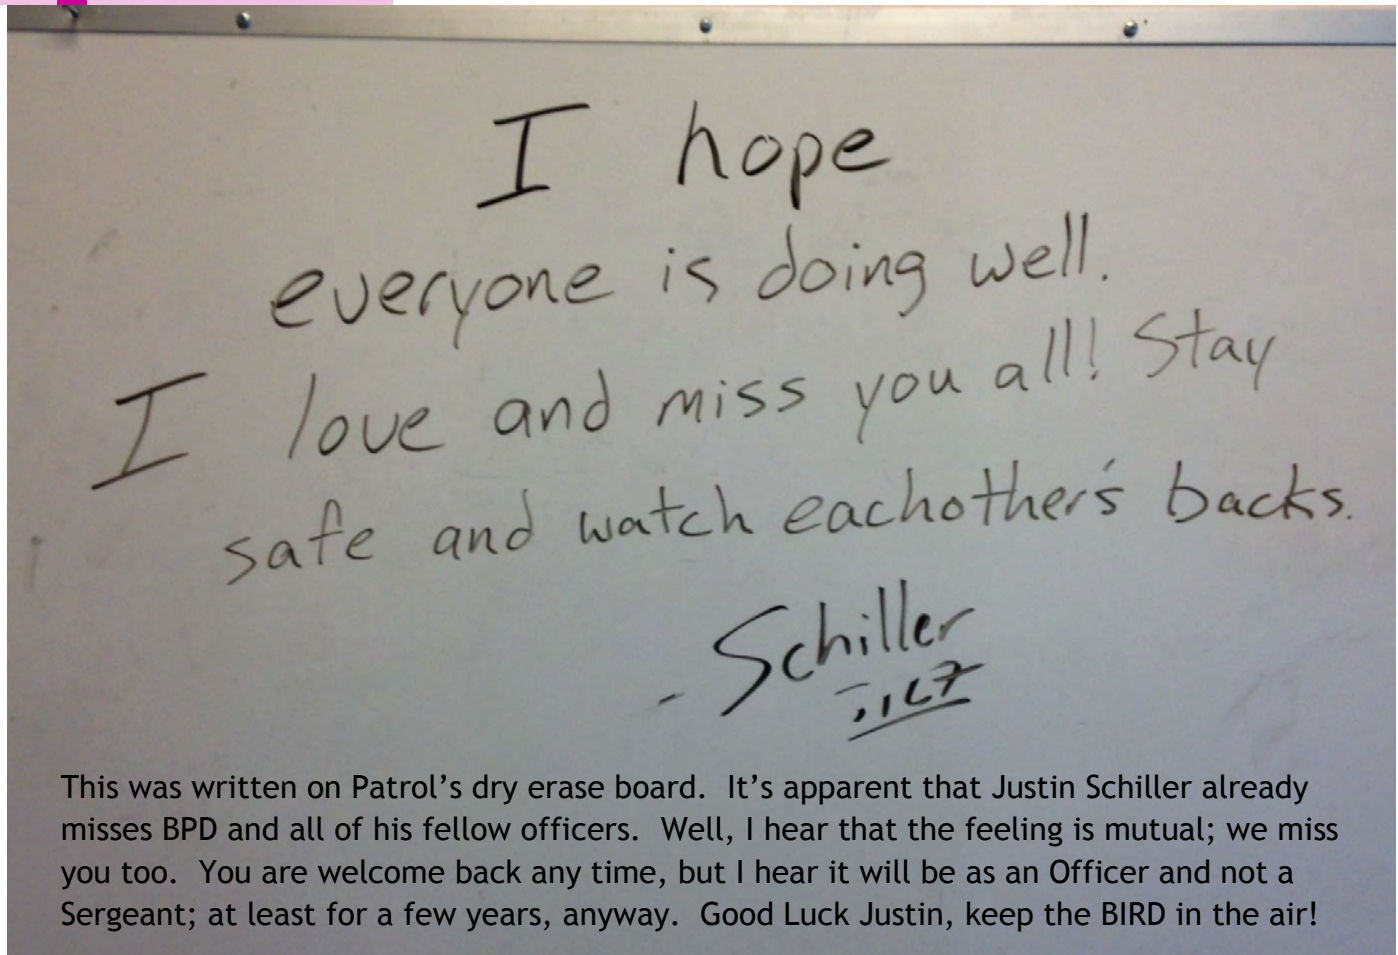 I hope
everyone is doing well.
I love and miss you all! Stay
safe and watch eachother's backs.
- Schiller
This was written on Patrol's dry erase board.  It's apparent that Justin Schiller already
misses BPD and all of his fellow officers.  Well, I hear that the feeling is mutual; we miss
you too.  You are welcome back any time, but I hear it will be as an Officer and not a
Sergeant; at least for a few years, anyway.  Good Luck Justin, keep the BIRD in the air!